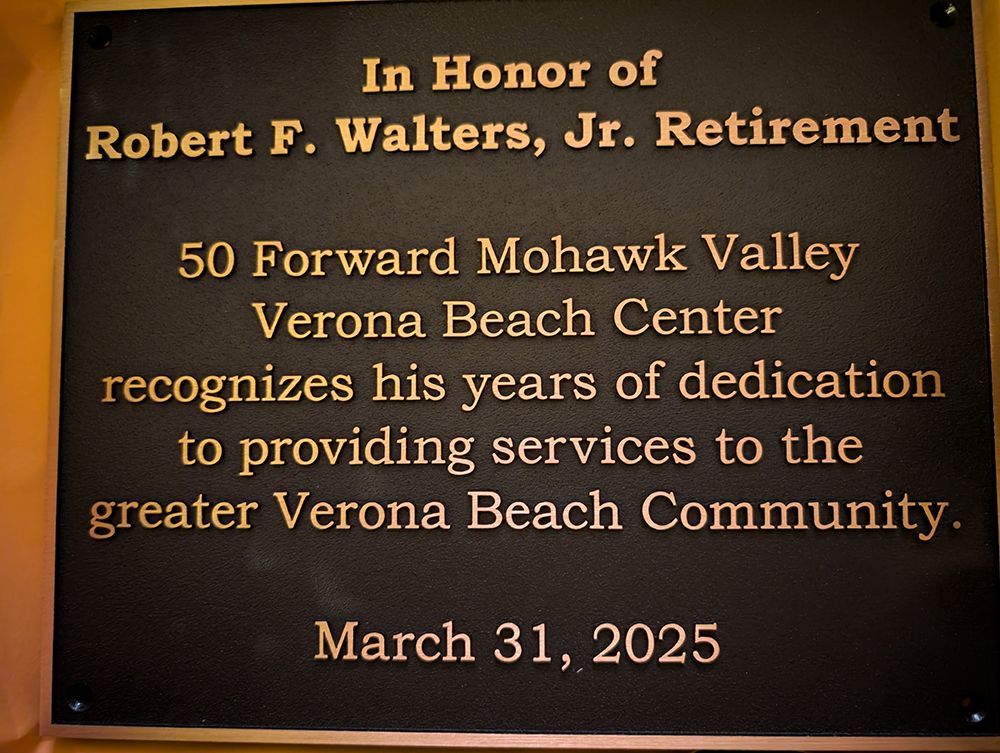 In Honor of
Robert F. Walters, Jr. Retirement
50 Forward Mohawk Valley
Verona Beach Center
recognizes his years of dedication
to providing services to the
greater Verona Beach Community.
March 31, 2025